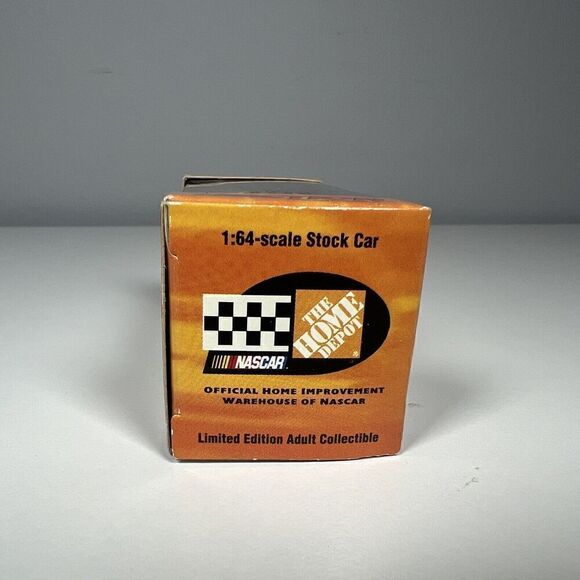 1:64-scale Stock Car
THE
HOME
DEPOT
NASCAR
OFFICIAL HOME IMPROVEMENT
WAREHOUSE OF NASCAR
Limited Edition Adult Collectible